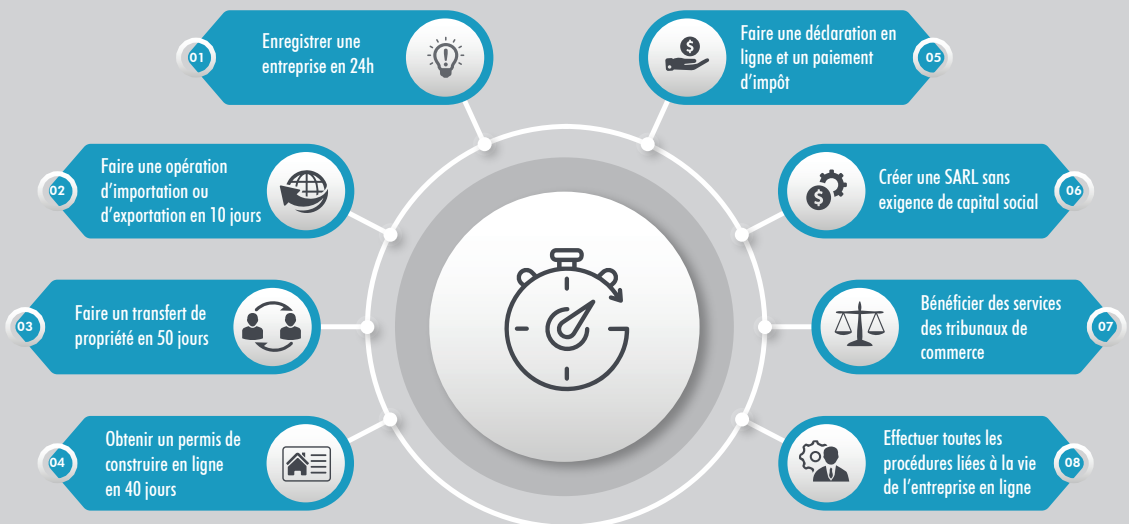 01
Enregistrer une
entreprise en 24h
02
Faire une opération
d'importation ou
d'exportation en 10 jours
03
Faire un transfert de
propriété en 50 jours
04
Obtenir un permis de
construire en ligne
en 40 jours
05
Faire une déclaration en
ligne et un paiement
d'impôt
06
Créer une SARL sans
exigence de capital social
07
Bénéficier des services
des tribunaux de
commerce
08
Effectuer toutes les
procédures liées à la vie
de l'entreprise en ligne
$
$